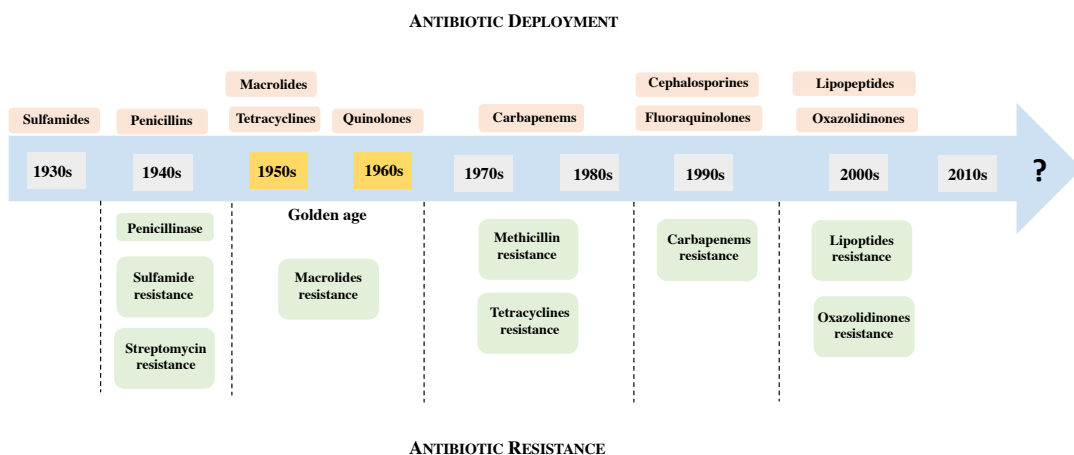 ANTIBIOTIC DEPLOYMENT
Macrolides
Cephalosporines
Lipopeptides
Sulfamides
Penicillins
Tetracyclines
Quinolones
Carbapenems
Fluoraquinolones
Oxazolidinones
1930s
1940s
1950s
1960s
1970s
1980s
1990s
2000s
2010s
?
Golden age
Penicillinase
Sulfamide
resistance
Streptomycin
resistance
Macrolides
resistance
Methicillin
resistance
Tetracyclines
resistance
Carbapenems
resistance
Lipoptides
resistance
Oxazolidinones
resistance
ANTIBIOTIC RESISTANCE